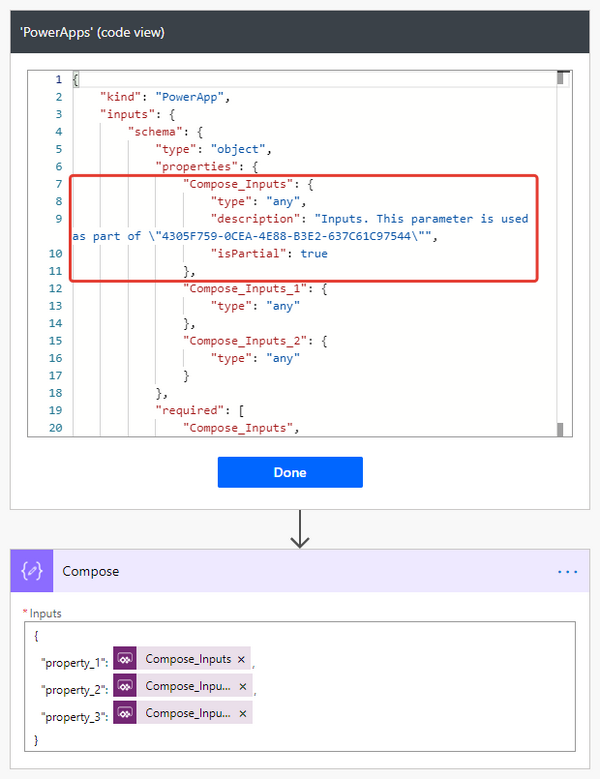 'PowerApps' (code view)
1 {
2 "kind": "PowerApp",
3 "inputs": {
4 "schema": {
5 "type": "object",
6 "properties": {
7 "Compose_Inputs": {
8 "type": "any",
9 "description": "Inputs. This parameter is used
as part of \"4305F759-0CEA-4E88-B3E2-637C61C97544\"",
10 "isPartial": true
11 },
12 "Compose_Inputs_1": {
13 "type": "any"
14 },
15 "Compose_Inputs_2": {
16 "type": "any"
17 }
18 },
19 "required": [
20 "Compose_Inputs",
Done
{} Compose ...
* Inputs
{
"property_1": Compose_Inputs × ,
"property_2": Compose_Inpu... × ,
"property_3": Compose_Inpu... ×
}